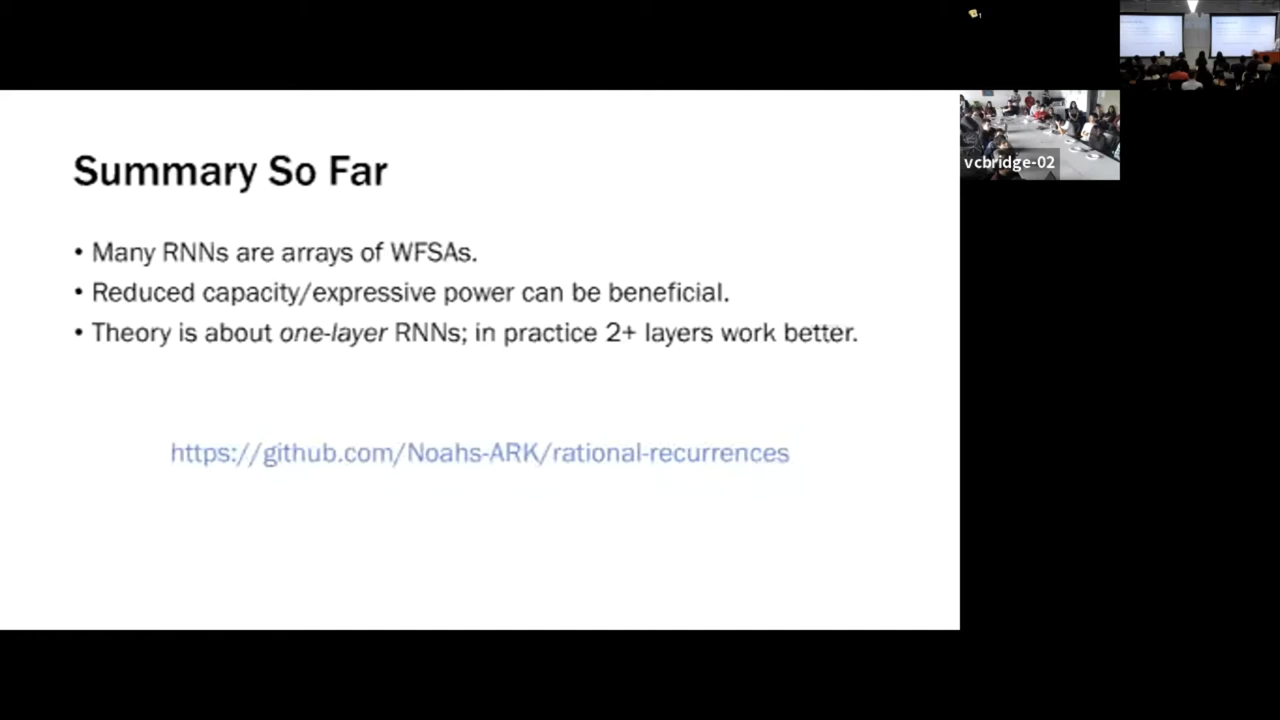 Summary So Far
• Many RNNs are arrays of WFSAs.
• Reduced capacity/expressive power can be beneficial.
• Theory is about one-layer RNNs; in practice 2+ layers work better.
https://github.com/Noahs-ARK/rational-recurrences
vcbridge-02